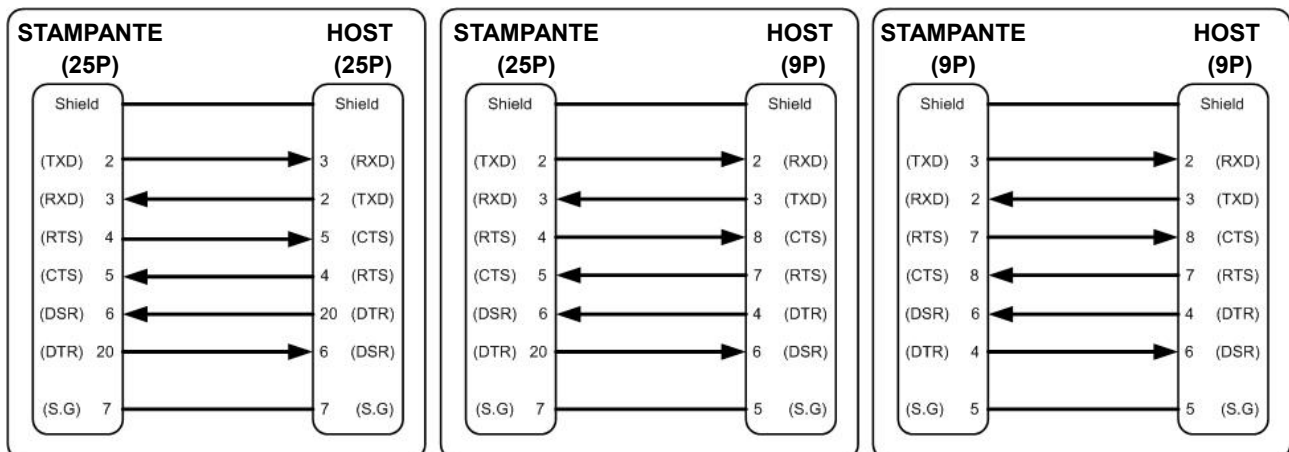 STAMPANTE HOST
(25P) (25P)
Shield Shield
(TXD) 2 3 (RXD)
(RXD) 3 2 (TXD)
(RTS) 4 5 (CTS)
(CTS) 5 4 (RTS)
(DSR) 6 20 (DTR)
(DTR) 20 6 (DSR)
(S.G) 7 7 (S.G)
STAMPANTE HOST
(25P) (9P)
Shield Shield
(TXD) 2 2 (RXD)
(RXD) 3 3 (TXD)
(RTS) 4 8 (CTS)
(CTS) 5 7 (RTS)
(DSR) 6 4 (DTR)
(DTR) 20 6 (DSR)
(S.G) 7 5 (S.G)
STAMPANTE HOST
(9P) (9P)
Shield Shield
(TXD) 3 2 (RXD)
(RXD) 2 3 (TXD)
(RTS) 7 8 (CTS)
(CTS) 8 7 (RTS)
(DSR) 6 4 (DTR)
(DTR) 4 6 (DSR)
(S.G) 5 5 (S.G)